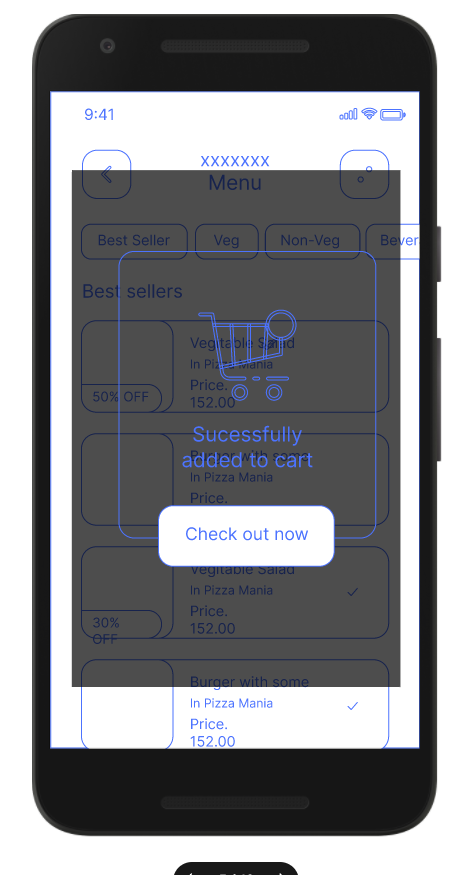 9:41
xxxxxxx
Menu
Best Seller
Veg
Non-Veg
Bever
Best sellers
Vegitable Salad
In Pizza Mania
Price.
152.00
50% OFF
Sucessfully
added to cart
Burger with some
In Pizza Mania
Price.
Check out now
Vegitable Salad
In Pizza Mania
Price.
152.00
30%
OFF
Burger with some
In Pizza Mania
Price.
152.00